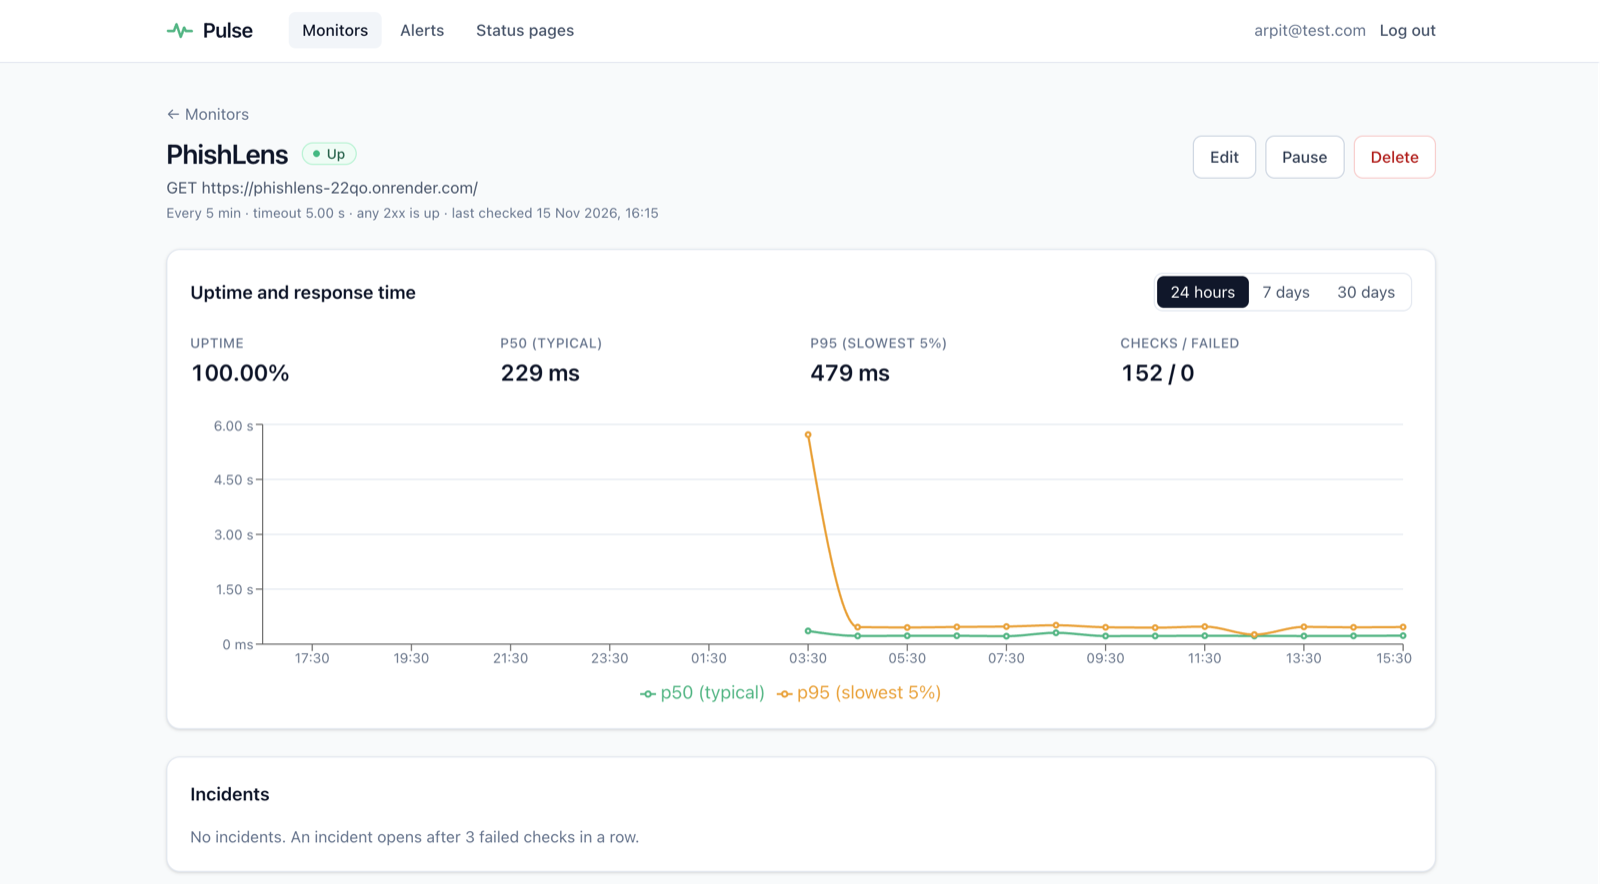 Pulse Monitors Alerts Status pages arpit@test.com Log out
← Monitors
PhishLens Up Edit Pause Delete
GET https://phishlens-22qo.onrender.com/
Every 5 min · timeout 5.00 s · any 2xx is up · last checked 15 Nov 2026, 16:15
Uptime and response time 24 hours 7 days 30 days
UPTIME P50 (TYPICAL) P95 (SLOWEST 5%) CHECKS / FAILED
100.00% 229 ms 479 ms 152 / 0
6.00 s
4.50 s
3.00 s
1.50 s
0 ms
17:30 19:30 21:30 23:30 01:30 03:30 05:30 07:30 09:30 11:30 13:30 15:30
p50 (typical) p95 (slowest 5%)
Incidents
No incidents. An incident opens after 3 failed checks in a row.